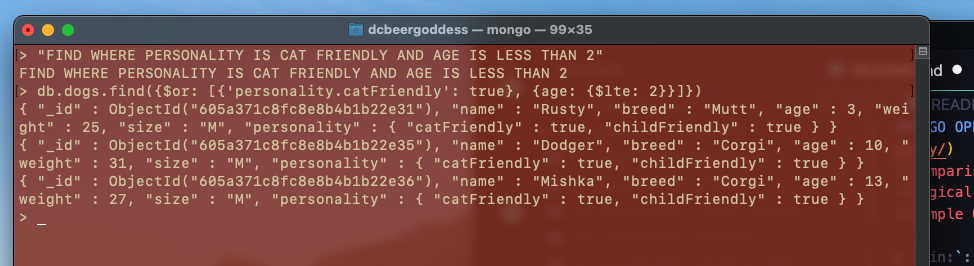 dcbeergoddess — mongo — 99×35
[> "FIND WHERE PERSONALITY IS CAT FRIENDLY AND AGE IS LESS THAN 2" ]
FIND WHERE PERSONALITY IS CAT FRIENDLY AND AGE IS LESS THAN 2
[> db.dogs.find({$or: [{'personality.catFriendly': true}, {age: {$lte: 2}}]}) ]
{ "_id" : ObjectId("605a371c8fc8e8b4b1b22e31"), "name" : "Rusty", "breed" : "Mutt", "age" : 3, "wei
ght" : 25, "size" : "M", "personality" : { "catFriendly" : true, "childFriendly" : true } }
{ "_id" : ObjectId("605a371c8fc8e8b4b1b22e35"), "name" : "Dodger", "breed" : "Corgi", "age" : 10, "
weight" : 31, "size" : "M", "personality" : { "catFriendly" : true, "childFriendly" : true } }
{ "_id" : ObjectId("605a371c8fc8e8b4b1b22e36"), "name" : "Mishka", "breed" : "Corgi", "age" : 13, "
weight" : 27, "size" : "M", "personality" : { "catFriendly" : true, "childFriendly" : true } }
> _
nd
READ
GO OP
y/)
mparis
gical
mple
in:`: